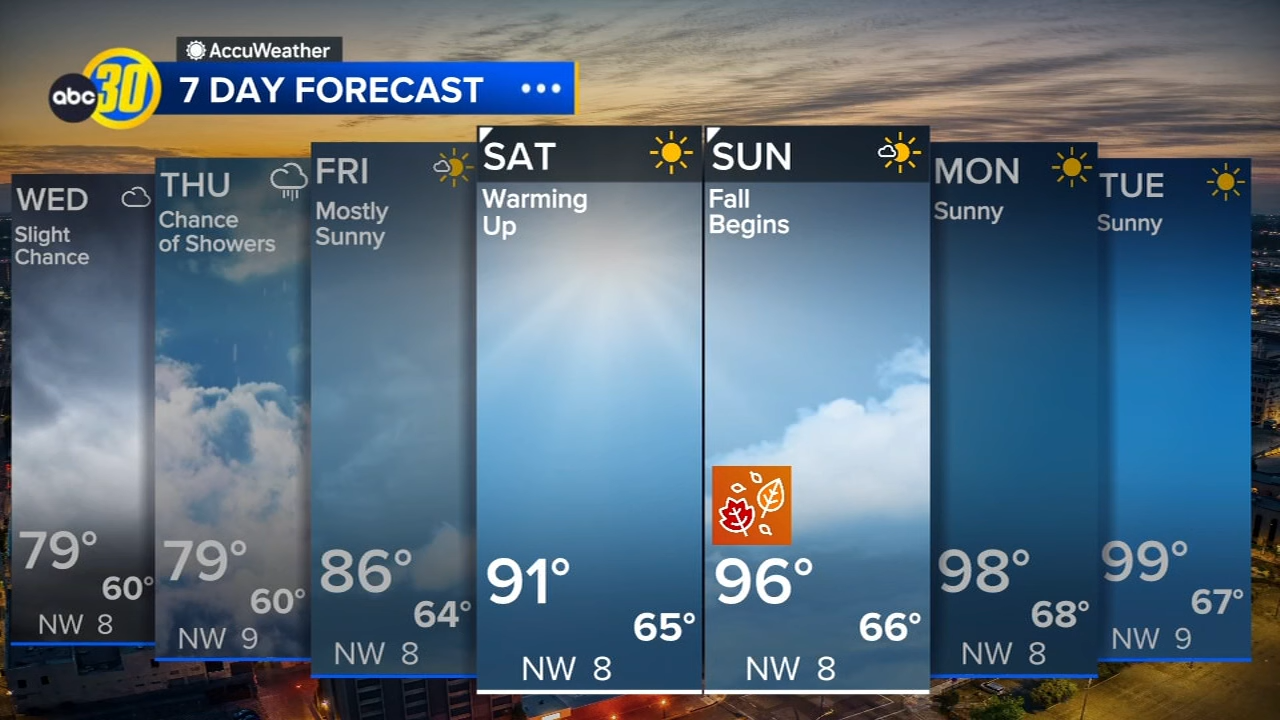 AccuWeather
abc 30
7 DAY FORECAST
WED
Slight
Chance
79°
60°
NW 8
THU
Chance
of Showers
79°
60°
NW 9
FRI
Mostly
Sunny
86°
64°
NW 8
SAT
Warming
Up
91°
65°
NW 8
SUN
Fall
Begins
96°
66°
NW 8
MON
Sunny
98°
68°
NW 8
TUE
Sunny
99°
67°
NW 9